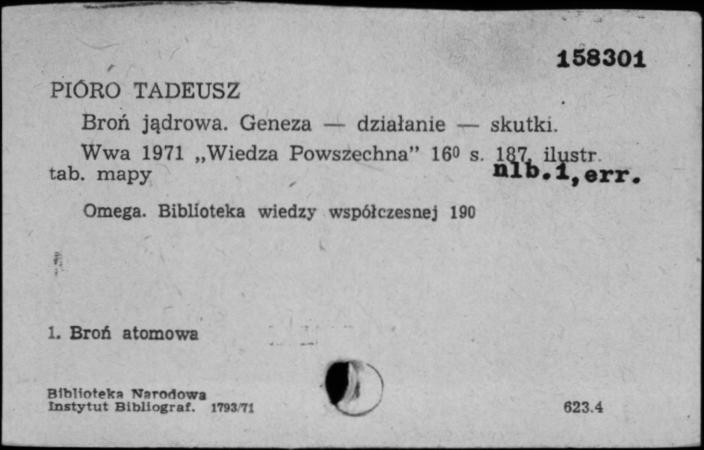 158301
PIÓRO TADEUSZ
Broń jądrowa. Geneza — działanie — skutki.
Wwa 1971 „Wiedza Powszechna” 16⁰ s. 187, ilustr.
nlb.1, err.
tab. mapy
Omega. Biblioteka wiedzy współczesnej 190
1. Broń atomowa
Biblioteka Narodowa
Instytut Bibliograf. 1793/71
623.4